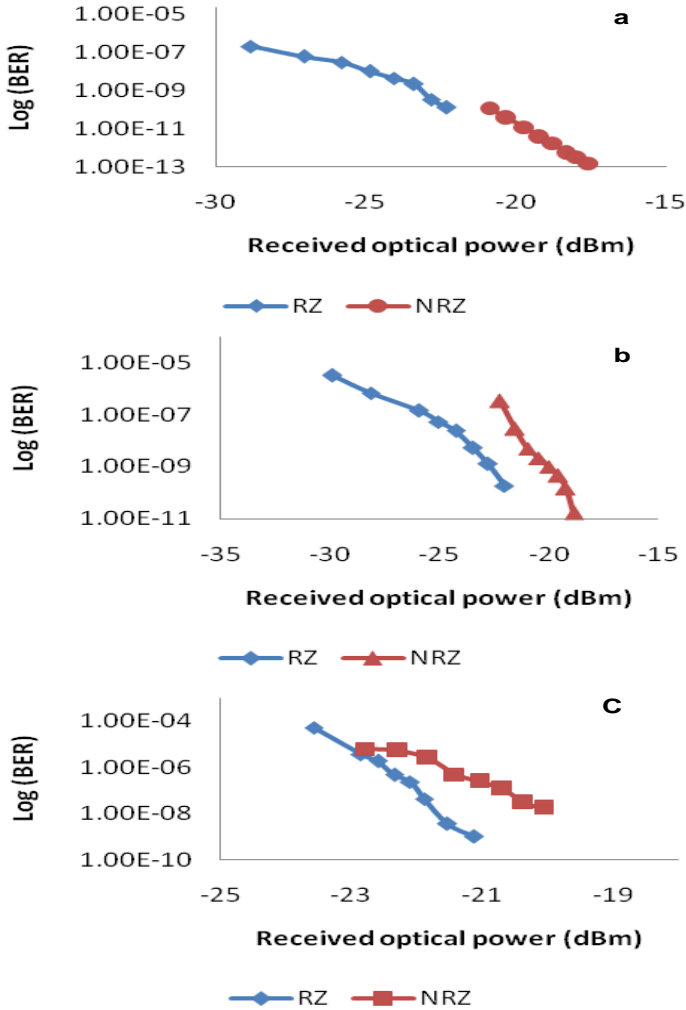 a
Log (BER)
1.00E-05
1.00E-07
1.00E-09
1.00E-11
1.00E-13
-30 -25 -20 -15
Received optical power (dBm)
RZ NRZ
b
Log (BER)
1.00E-05
1.00E-07
1.00E-09
1.00E-11
-35 -30 -25 -20 -15
Received optical power (dBm)
RZ NRZ
C
Log (BER)
1.00E-04
1.00E-06
1.00E-08
1.00E-10
-25 -23 -21 -19
Received optical power (dBm)
RZ NRZ